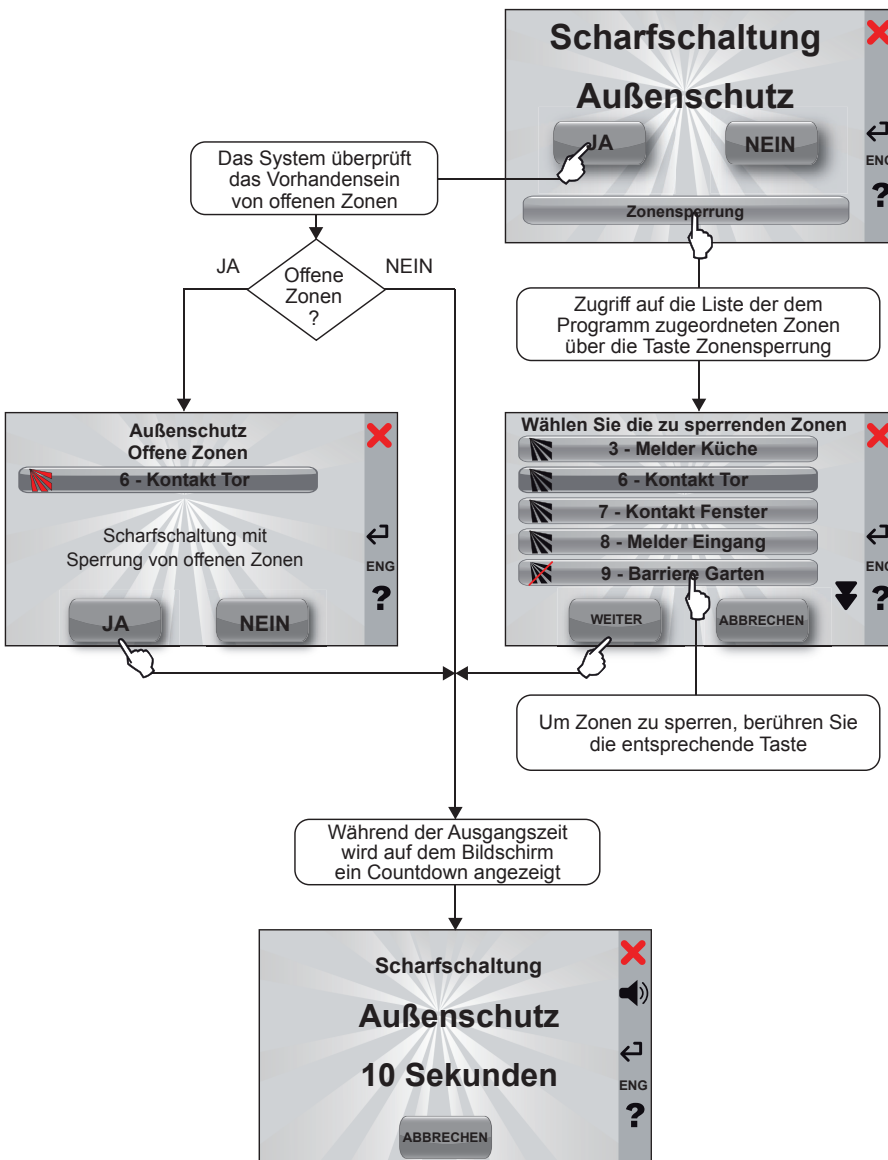 Scharfschaltung
Außenschutz
JA
NEIN
ENG
?
Zonensperrung
Das System überprüft
das Vorhandensein
von offenen Zonen
JA
Offene
Zonen
?
NEIN
Zugriff auf die Liste der dem
Programm zugeordneten Zonen
über die Taste Zonensperrung
Außenschutz
Offene Zonen
6 - Kontakt Tor
Scharfschaltung mit
Sperrung von offenen Zonen
ENG
?
JA
NEIN
Wählen Sie die zu sperrenden Zonen
3 - Melder Küche
6 - Kontakt Tor
7 - Kontakt Fenster
8 - Melder Eingang
9 - Barriere Garten
ENG
?
WEITER
ABBRECHEN
Um Zonen zu sperren, berühren Sie
die entsprechende Taste
Während der Ausgangszeit
wird auf dem Bildschirm
ein Countdown angezeigt
Scharfschaltung
Außenschutz
10 Sekunden
ENG
?
ABBRECHEN